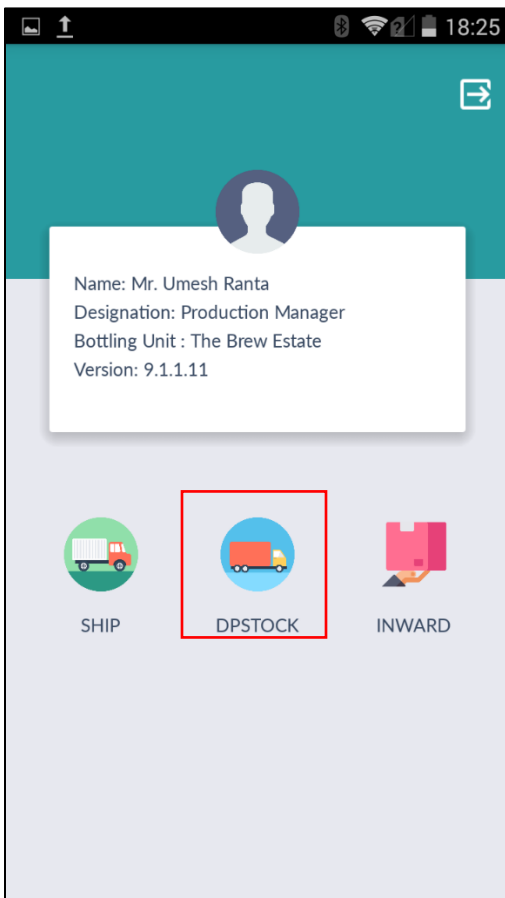 18:25
Name: Mr. Umesh Ranta
Designation: Production Manager
Bottling Unit : The Brew Estate
Version: 9.1.1.11
SHIP DPSTOCK INWARD